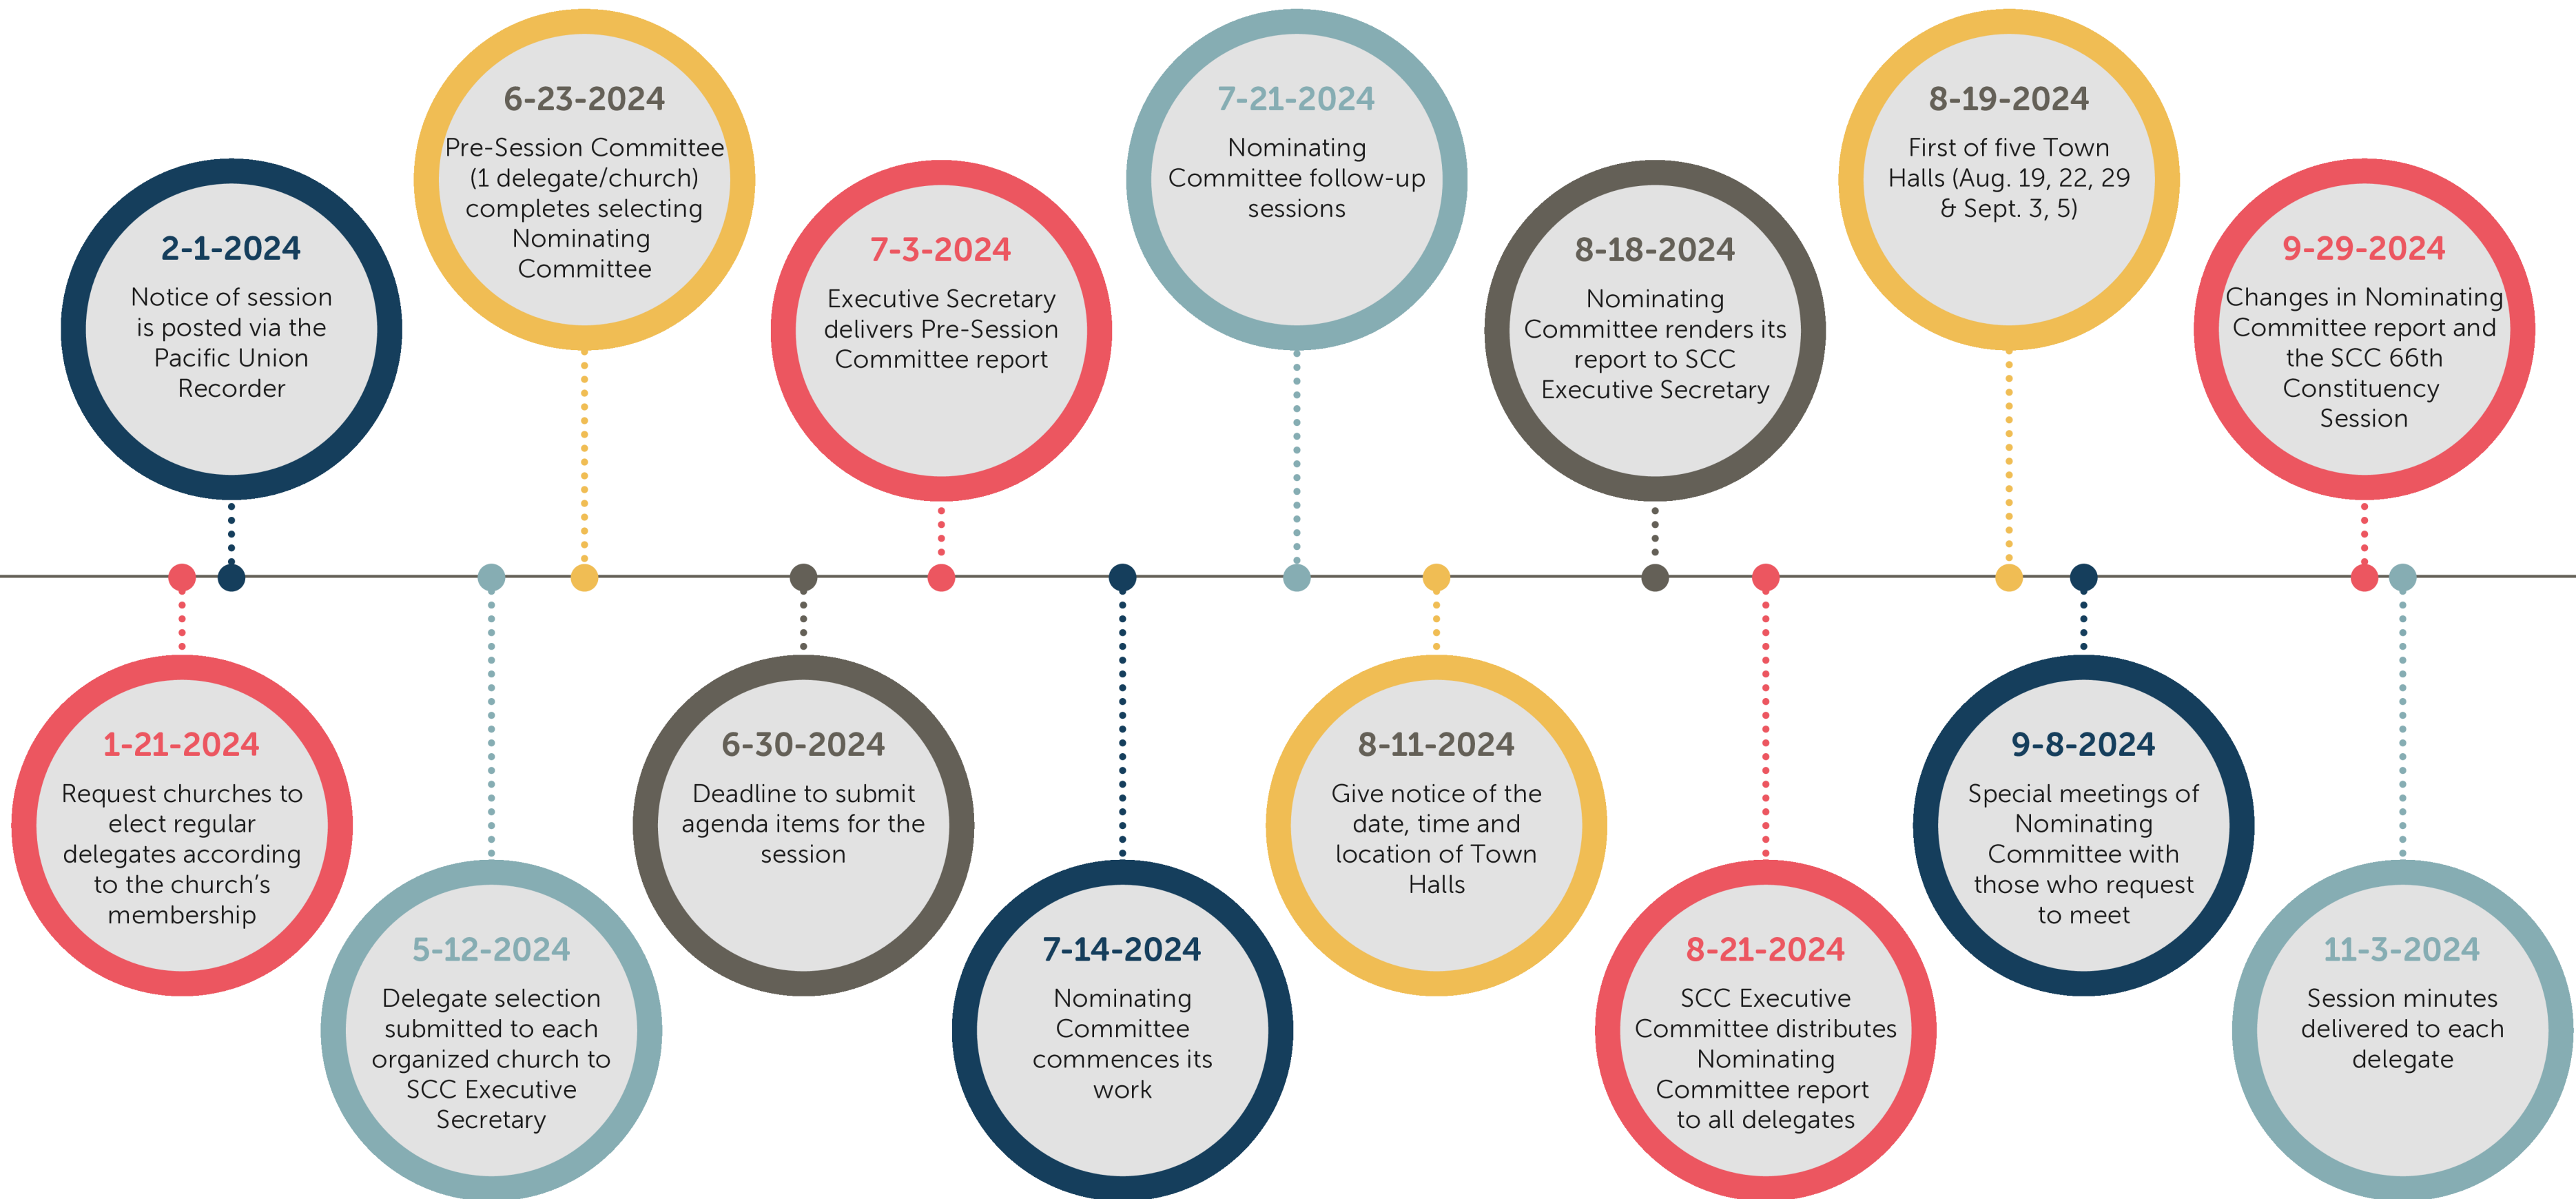 2-1-2024
Notice of session
is posted via the
Pacific Union
Recorder
6-23-2024
Pre-Session Committee
(1 delegate/church)
completes selecting
Nominating
Committee
7-3-2024
Executive Secretary
delivers Pre-Session
Committee report
7-21-2024
Nominating
Committee follow-up
sessions
8-18-2024
Nominating
Committee renders its
report to SCC
Executive Secretary
8-19-2024
First of five Town
Halls (Aug. 19, 22, 29
& Sept. 3, 5)
9-29-2024
Changes in Nominating
Committee report and
the SCC 66th
Constituency
Session
1-21-2024
Request churches to
elect regular
delegates according
to the church’s
membership
5-12-2024
Delegate selection
submitted to each
organized church to
SCC Executive
Secretary
6-30-2024
Deadline to submit
agenda items for the
session
7-14-2024
Nominating
Committee
commences its
work
8-11-2024
Give notice of the
date, time and
location of Town
Halls
8-21-2024
SCC Executive
Committee distributes
Nominating
Committee report
to all delegates
9-8-2024
Special meetings of
Nominating
Committee with
those who request
to meet
11-3-2024
Session minutes
delivered to each
delegate